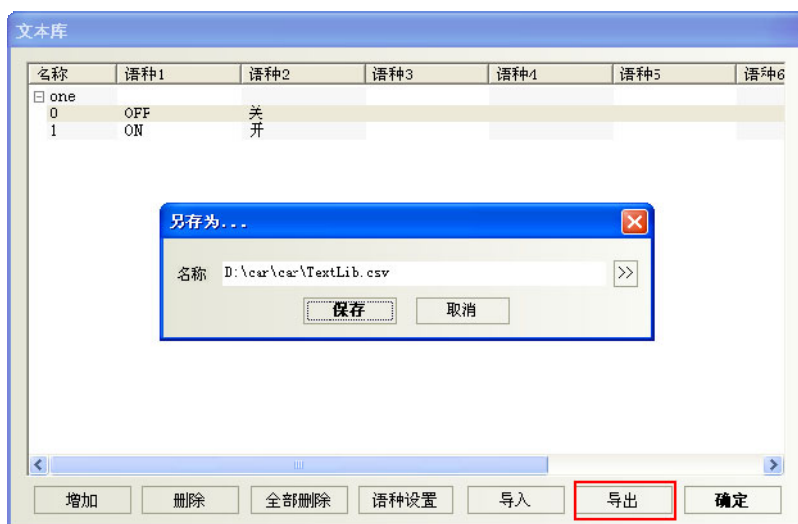 文本库
名称 语种1 语种2 语种3 语种4 语种5 语种6
one
0 OFF 关
1 ON 开
另存为...
名称 D:\car\car\TextLib.csv >>
保存 取消
增加 删除 全部删除 语种设置 导入 导出 确定